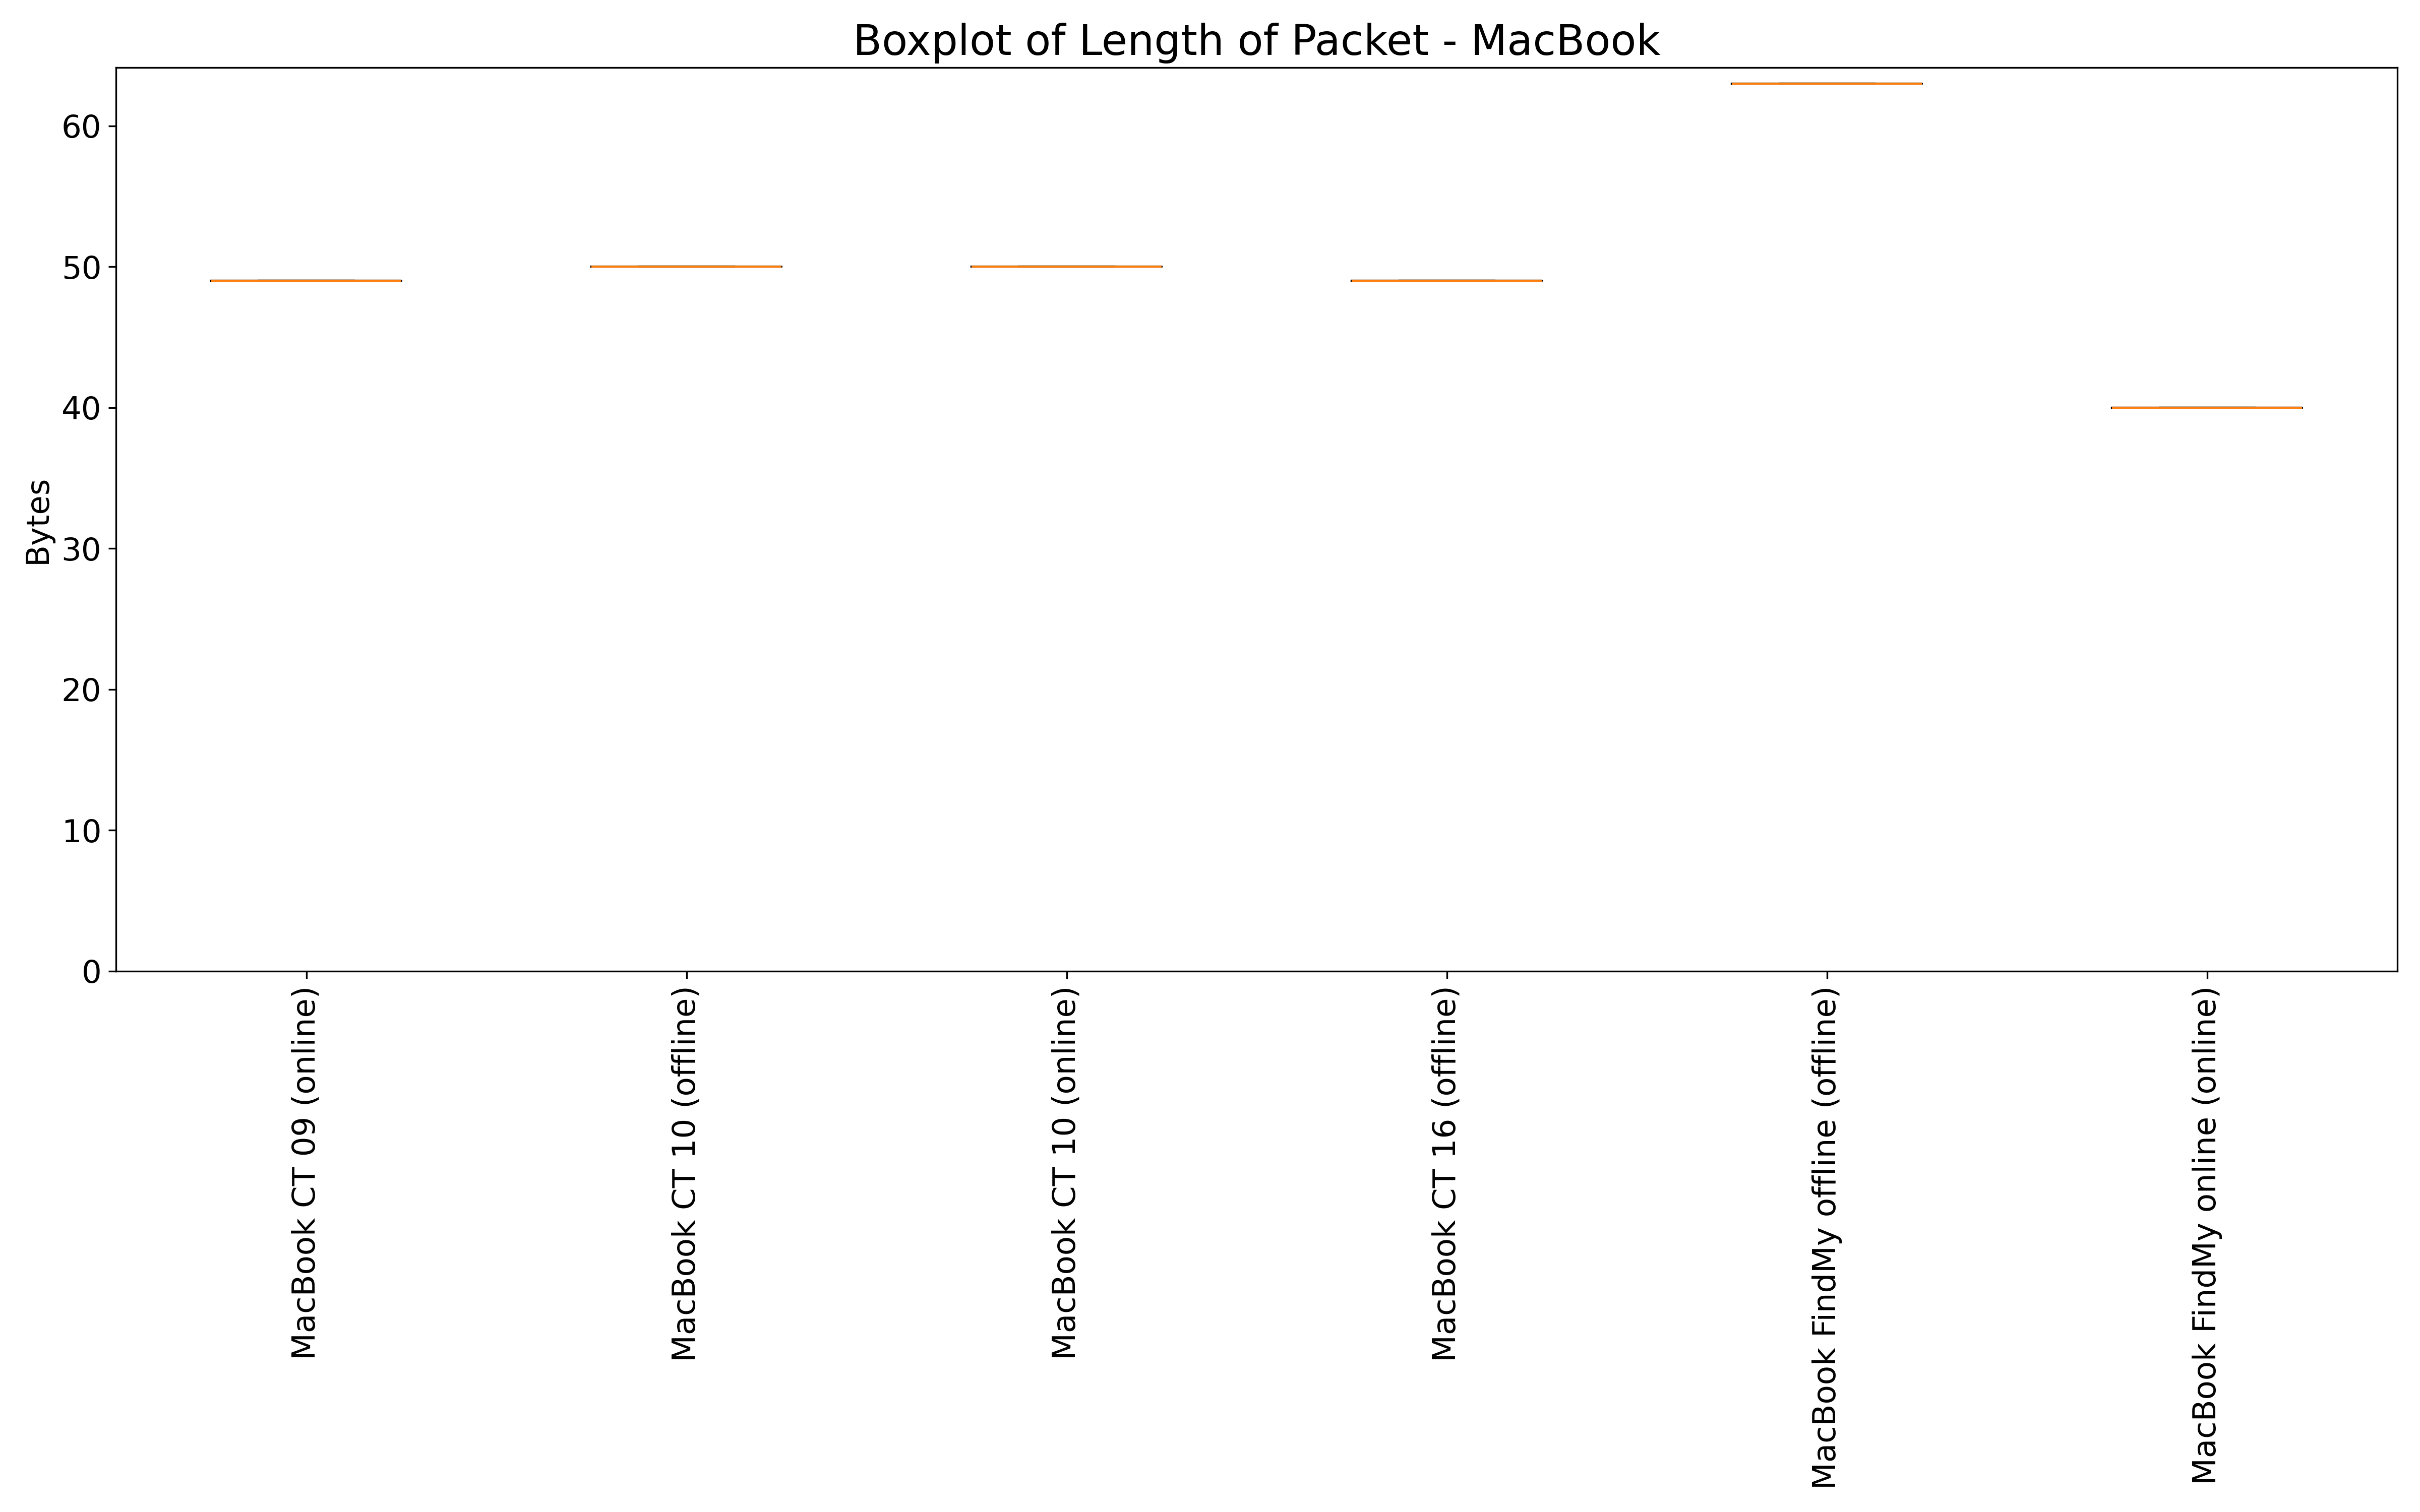 Boxplot of Length of Packet - MacBook
Bytes
60
50
40
30
20
10
0
MacBook CT 09 (online)
MacBook CT 10 (offline)
MacBook CT 10 (online)
MacBook CT 16 (offline)
MacBook FindMy offline (offline)
MacBook FindMy online (online)